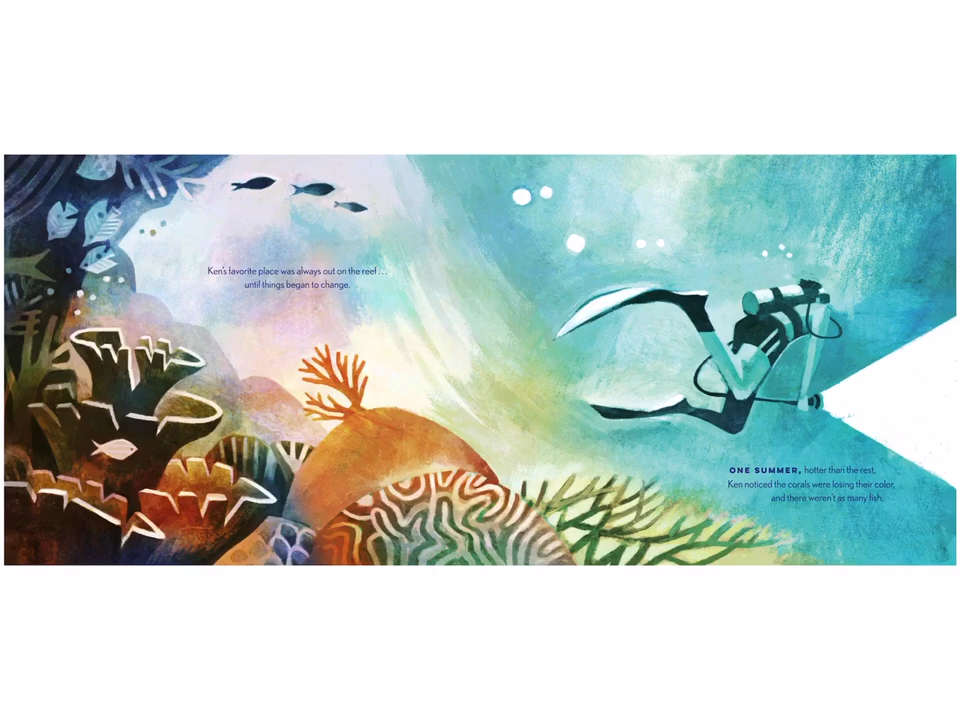 Ken's favorite place was always out on the reef . . .
until things began to change.
ONE SUMMER, hotter than the rest,
Ken noticed the corals were losing their color,
and there weren't as many fish.